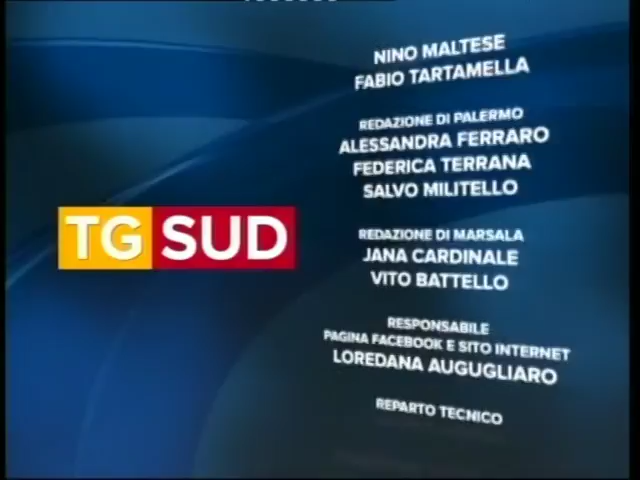 NINO MALTESE
FABIO TARTAMELLA
REDAZIONE DI PALERMO
ALESSANDRA FERRARO
FEDERICA TERRANA
SALVO MILITELLO
TG SUD
REDAZIONE DI MARSALA
JANA CARDINALE
VITO BATTELLO
RESPONSABILE
PAGINA FACEBOOK E SITO INTERNET
LOREDANA AUGUGLIARO
REPARTO TECNICO